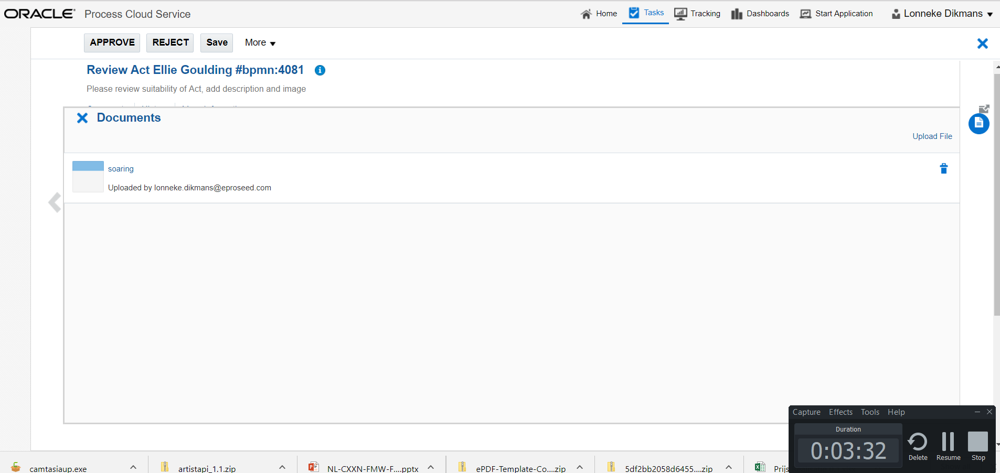 ORACLE Process Cloud Service
Home
Tasks
Tracking
Dashboards
Start Application
Lonneke Dikmans
APPROVE
REJECT
Save
More
Review Act Ellie Goulding #bpmn:4081
Please review suitability of Act, add description and image
Documents
Upload File
soaring
Uploaded by lonneke.dikmans@eproseed.com
Capture Effects Tools Help
Duration
0:03:32
Delete
Resume
Stop
camtasiaup.exe
artistapi_1.1.zip
NL-CXXN-FMW-F....pptx
ePDF-Template-Co....zip
5df2bb2058d6455....zip
Prijs